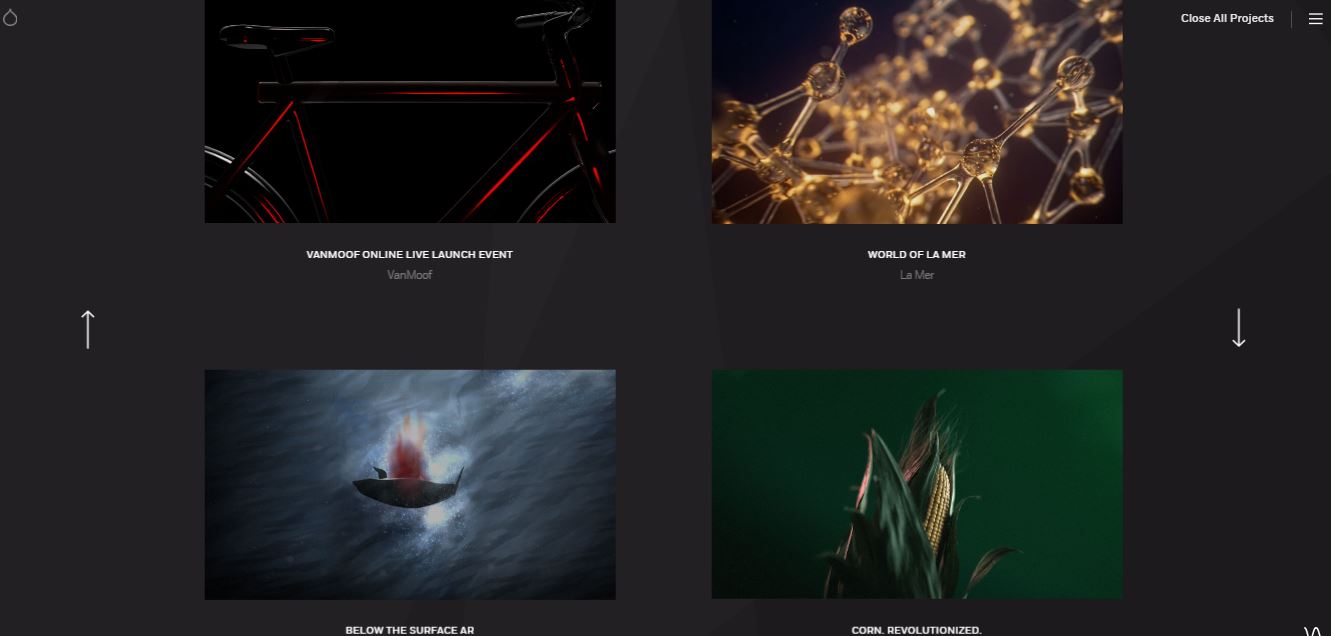 Close All Projects
VANMOOF ONLINE LIVE LAUNCH EVENT
VanMoof
WORLD OF LA MER
La Mer
BELOW THE SURFACE AR
CORN. REVOLUTIONIZED.